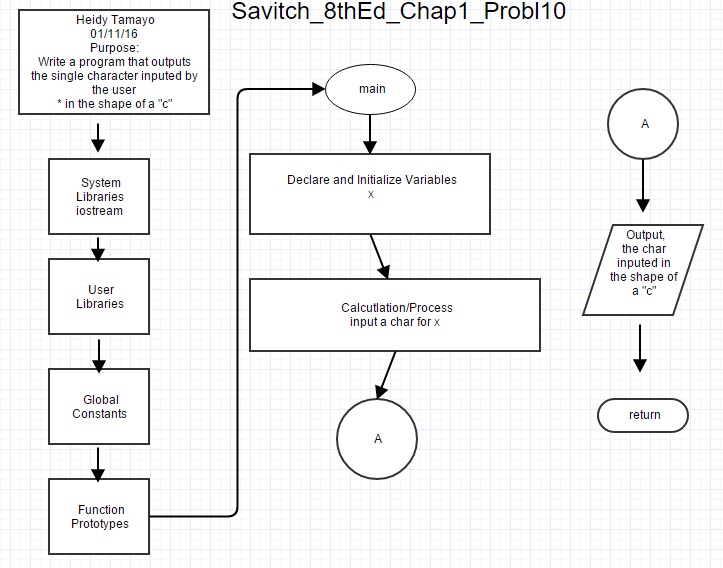 Savitch_8thEd_Chap1_Probl10
Heidy Tamayo
01/11/16
Purpose:
Write a program that outputs
the single character inputed by
the user
* in the shape of a "c"
System
Libraries
iostream
User
Libraries
Global
Constants
Function
Prototypes
main
Declare and Initialize Variables
x
Calcutlation/Process
input a char for x
A
A
Output,
the char
inputed in
the shape of
a "c"
return